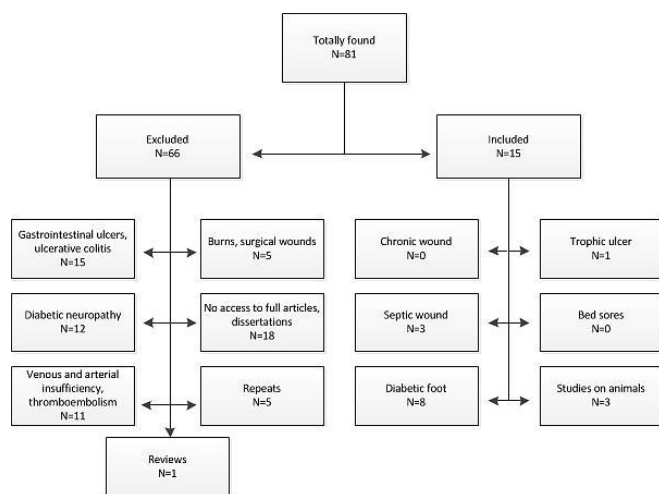 Totally found
N=81
Excluded
N=66
Included
N=15
Gastrointestinal ulcers,
ulcerative colitis
N=15
Burns, surgical wounds
N=5
Chronic wound
N=0
Trophic ulcer
N=1
Diabetic neuropathy
N=12
No access to full articles,
dissertations
N=18
Septic wound
N=3
Bed sores
N=0
Venous and arterial
insufficiency,
thromboembolism
N=11
Repeats
N=5
Diabetic foot
N=8
Studies on animals
N=3
Reviews
N=1